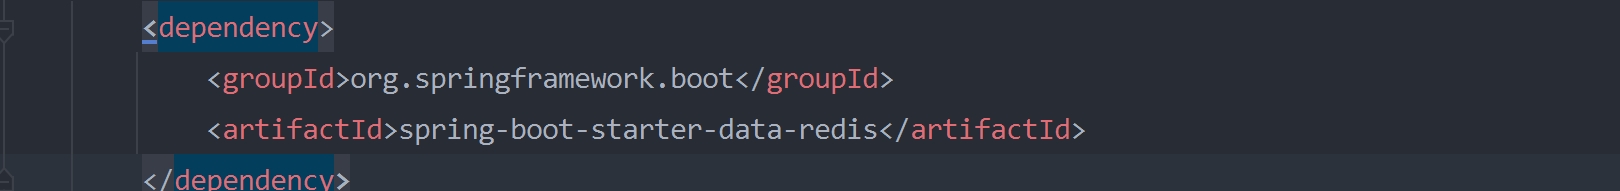 <dependency>
<groupId>org.springframework.boot</groupId>
<artifactId>spring-boot-starter-data-redis</artifactId>
</dependency>